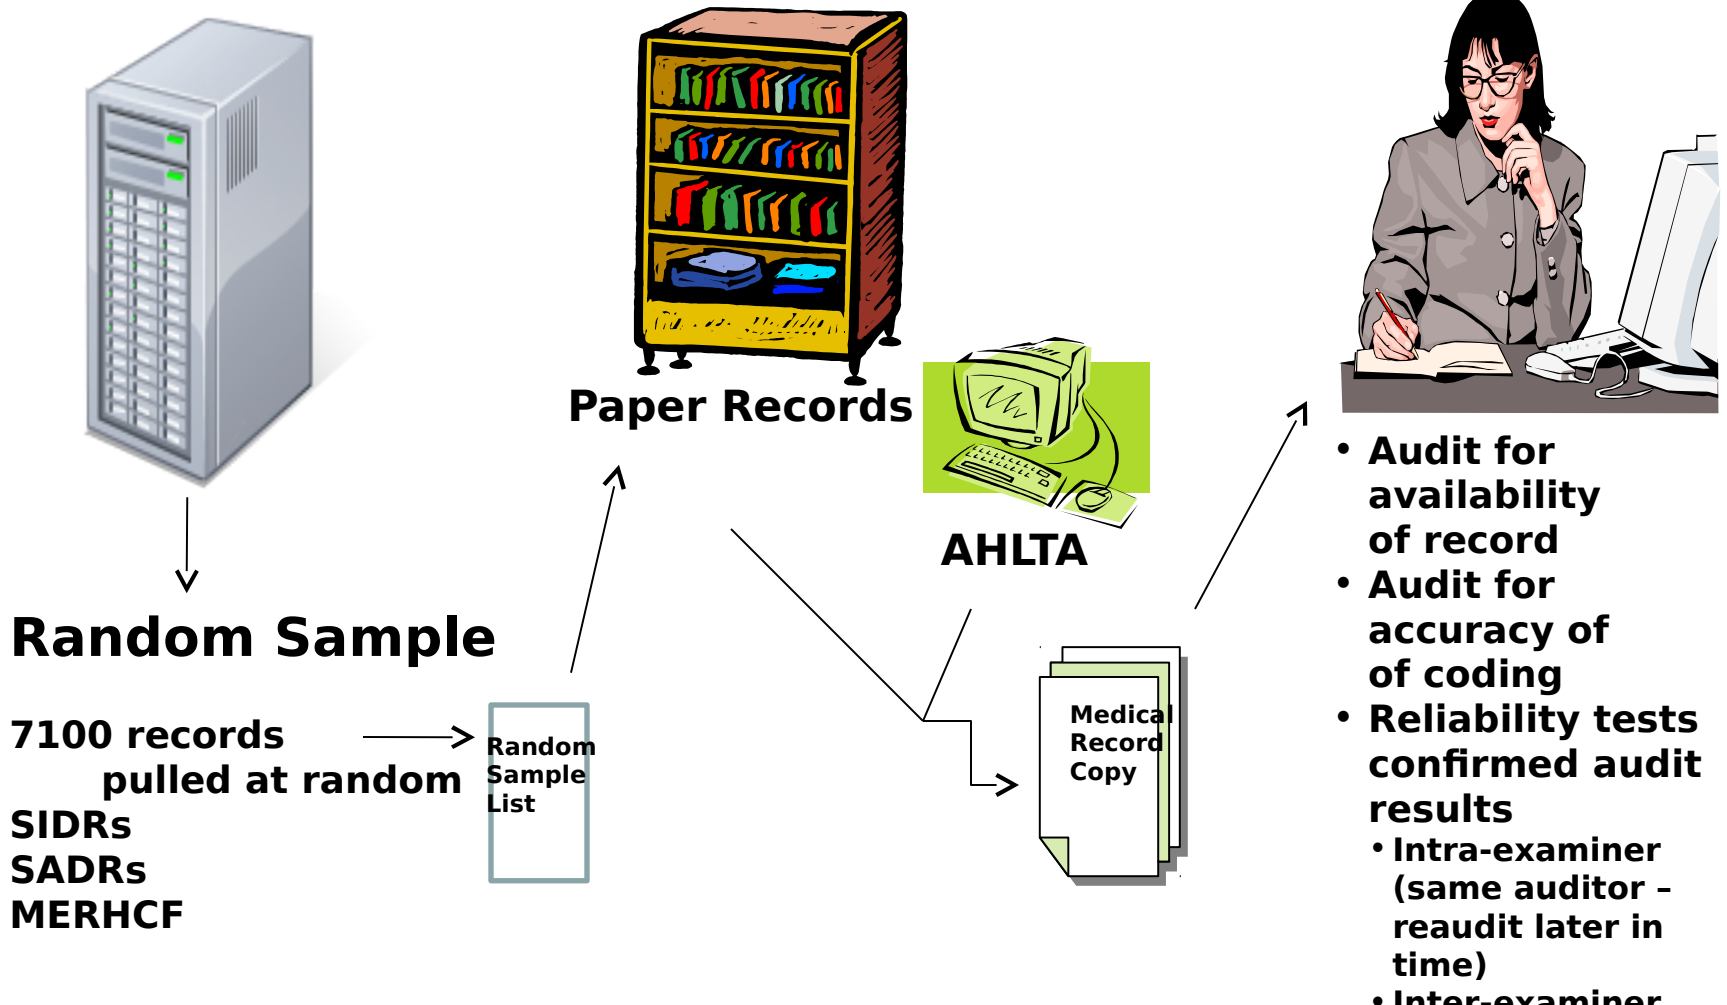 Paper Records
AHLTA
Random Sample
7100 records
pulled at random
SIDRs
SADRs
MERHCF
Random
Sample
List
Medical
Record
Copy
• Audit for
availability
of record
• Audit for
accuracy of
of coding
• Reliability tests
confirmed audit
results
• Intra-examiner
(same auditor –
reaudit later in
time)
• Inter-examiner